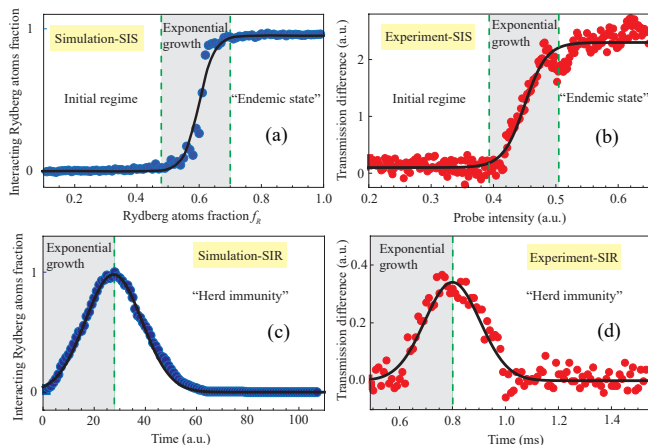 Interacting Rydberg atoms fraction
1
0
Simulation-SIS
Exponential
growth
Initial regime
“Endemic state”
(a)
0.2
0.4
0.6
0.8
1.0
Rydberg atoms fraction fR
Transmission difference (a.u.)
2
1
0
Exponential
growth
Experiment-SIS
Initial regime
“Endemic state”
(b)
0.2
0.3
0.4
0.5
0.6
Probe intensity (a.u.)
Interacting Rydberg atoms fraction
1
0
Exponential
growth
Simulation-SIR
“Herd immunity”
(c)
0
20
40
60
80
100
Time (a.u.)
Transmission difference (a.u.)
0.4
0.2
0.0
Exponential
growth
Experiment-SIR
“Herd immunity”
(d)
0.6
0.8
1.0
1.2
1.4
Time (ms)